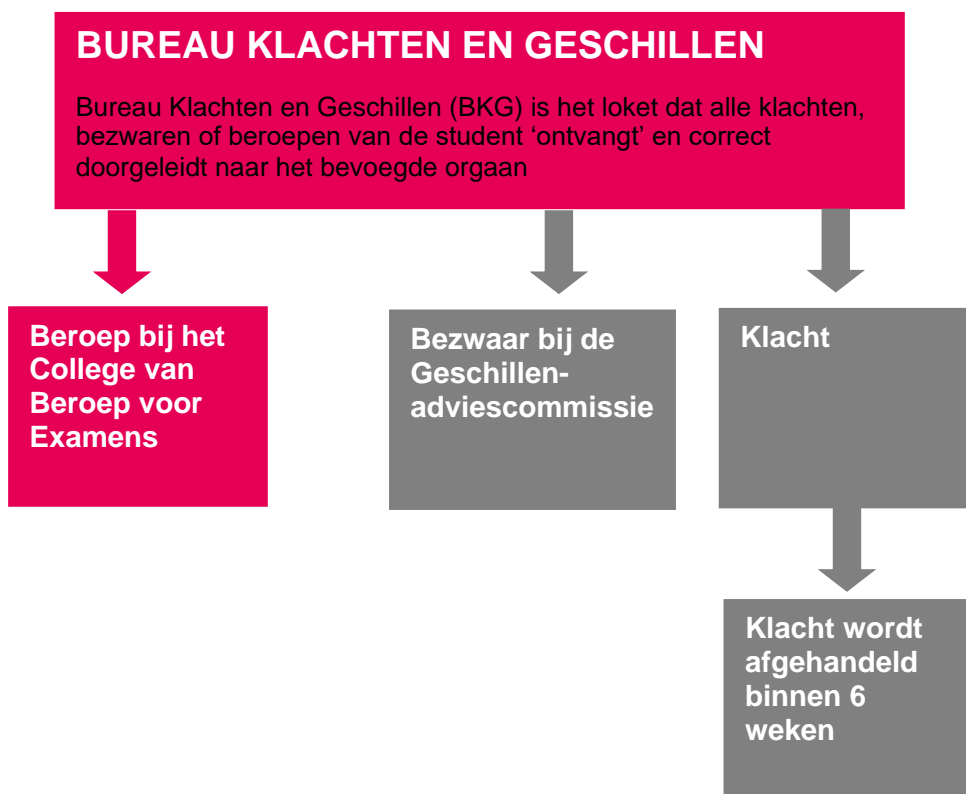 BUREAU KLACHTEN EN GESCHILLEN
Bureau Klachten en Geschillen (BKG) is het loket dat alle klachten,
bezwaren of beroepen van de student ‘ontvangt’ en correct
doorgeleidt naar het bevoegde orgaan
Beroep bij het
College van
Beroep voor
Examens
Bezwaar bij de
Geschillen-
adviescommissie
Klacht
Klacht wordt
afgehandeld
binnen 6
weken